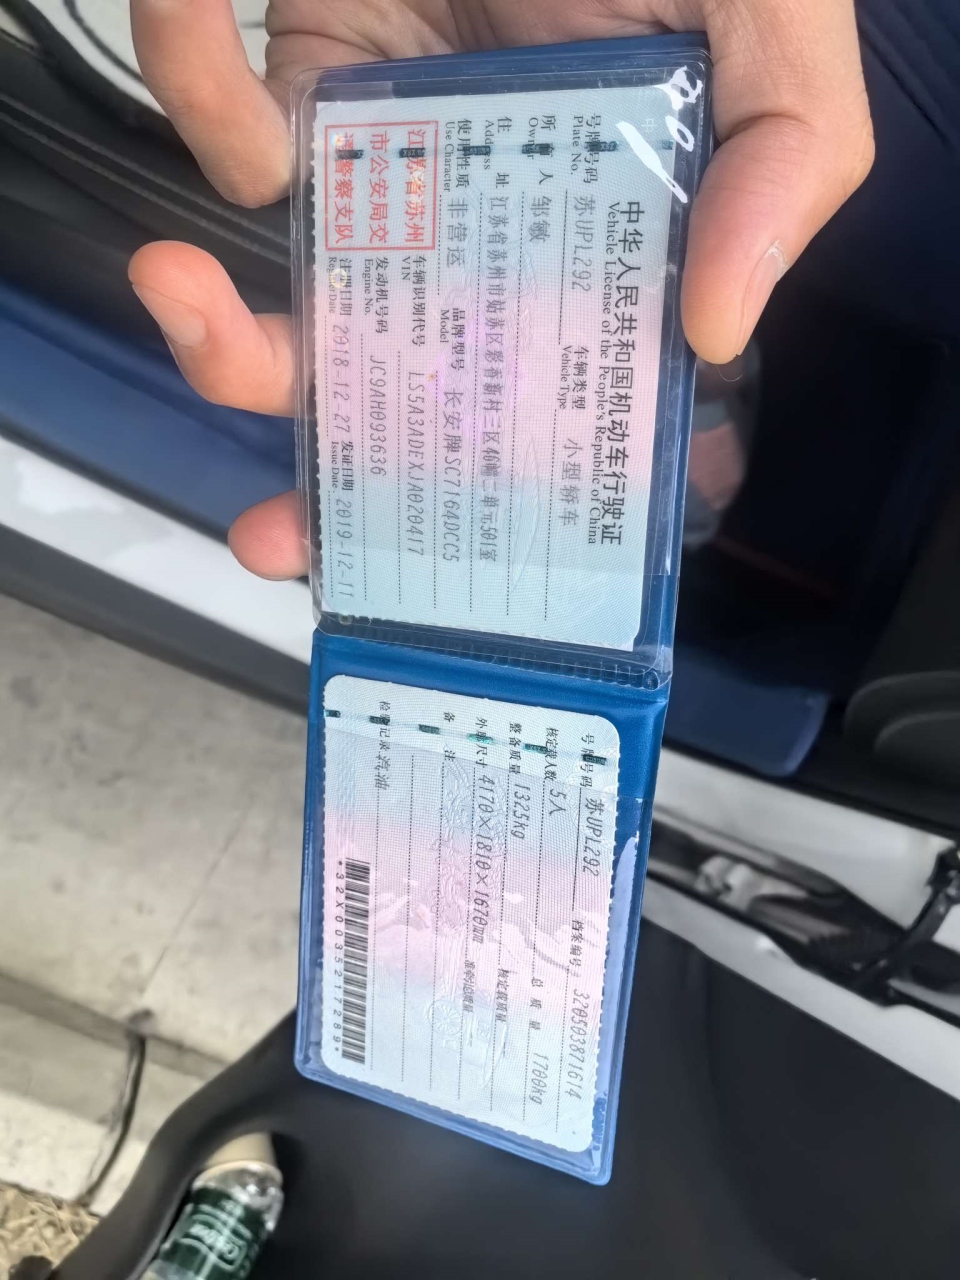 中华人民共和国机动车行驶证
Vehicle License of the People's Republic of China
号牌号码 苏UPL292 车辆类型 小型轿车
Plate No. Vehicle Type
所有人 邹敏
Owner
住址 江苏省苏州市姑苏区彩香新村三区40幢二单元501室
Address
使用性质 非营运 品牌型号 长安牌SC7164DCC5
Use Character Model
江苏省苏州
市公安局交
通警察支队
车辆识别代号 LS5A3ADEXJA020417
VIN
发动机号码 JC9AH093636
Engine No.
注册日期 2018-12-27 发证日期 2019-12-11
Register Date Issue Date
号牌号码 苏UPL292 档案编号 320503871614
核定载人数 5人 总质量 1700kg
整备质量 1325kg 核定载质量
外廓尺寸 4170×1810×1670mm 准牵引总质量
备注
检验记录 汽油
*32X0035217289*